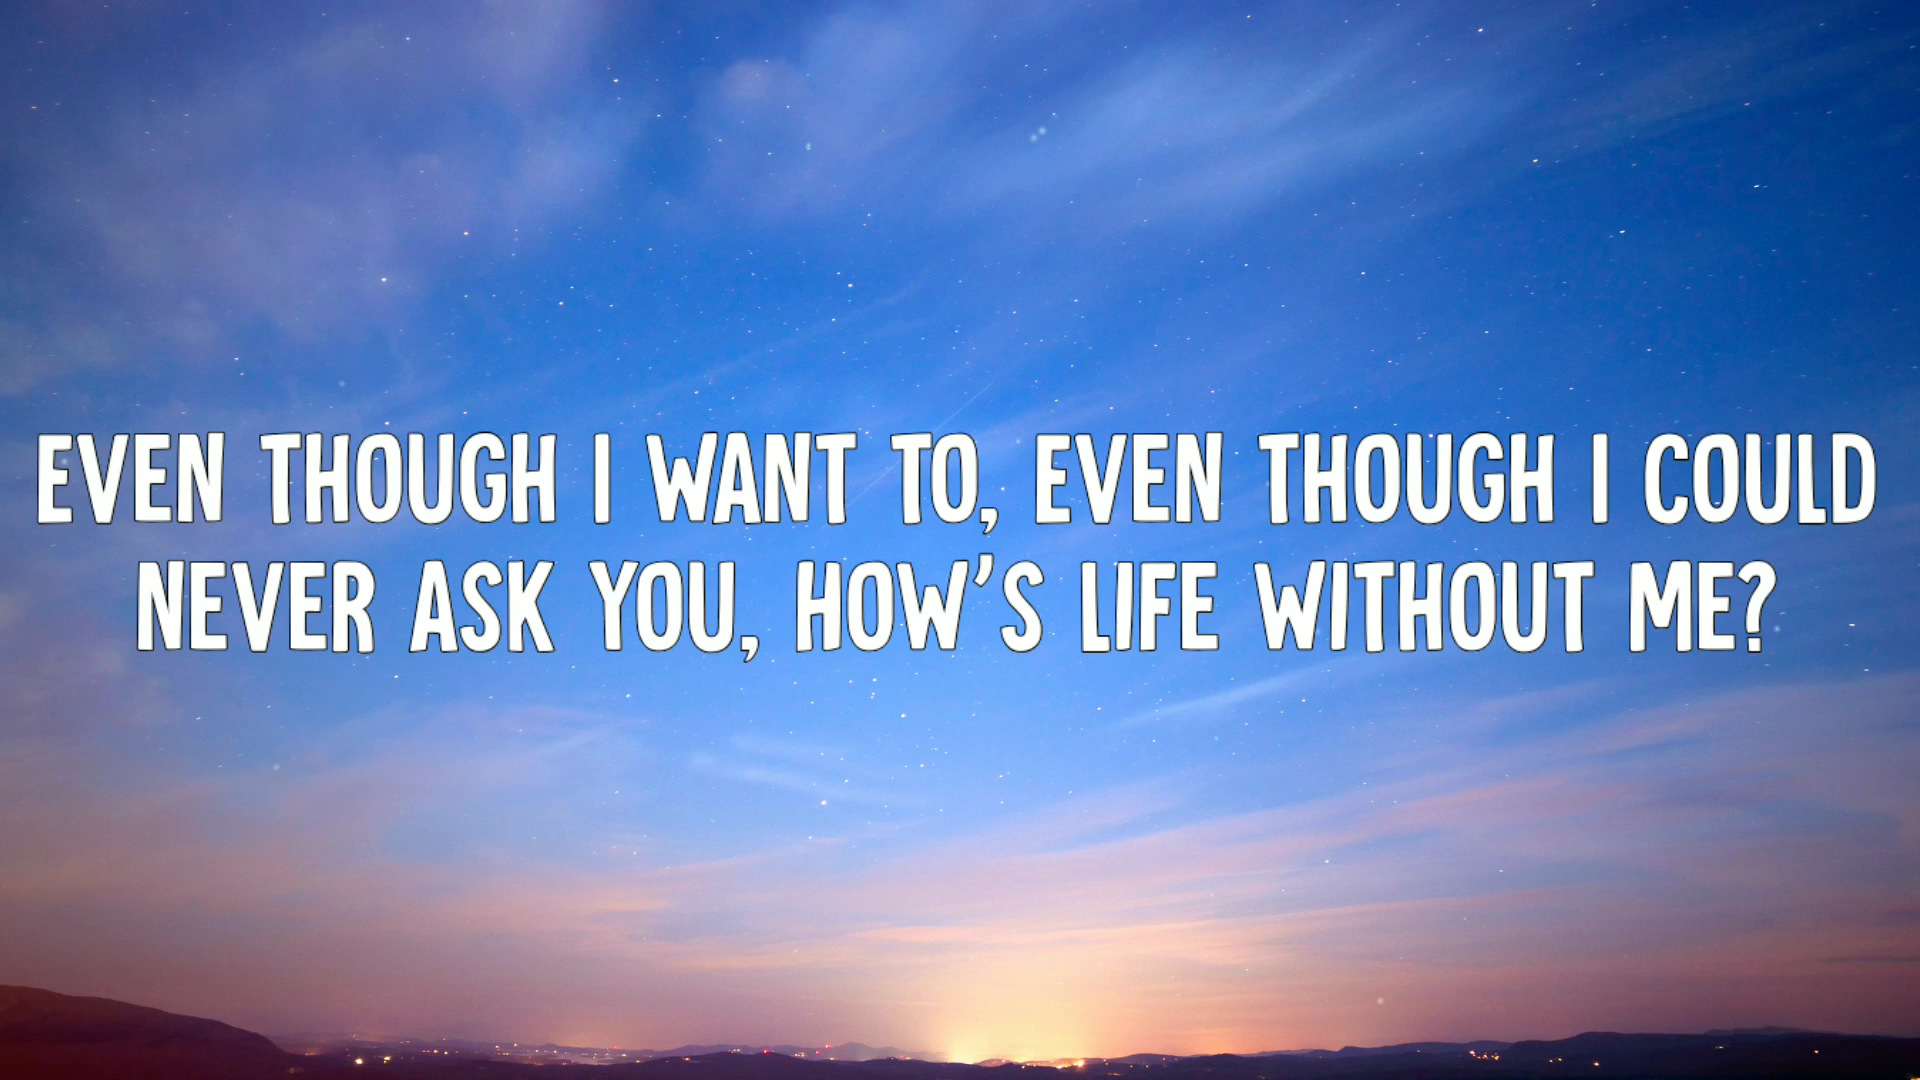 EVEN THOUGH I WANT TO, EVEN THOUGH I COULD
NEVER ASK YOU, HOW'S LIFE WITHOUT ME?